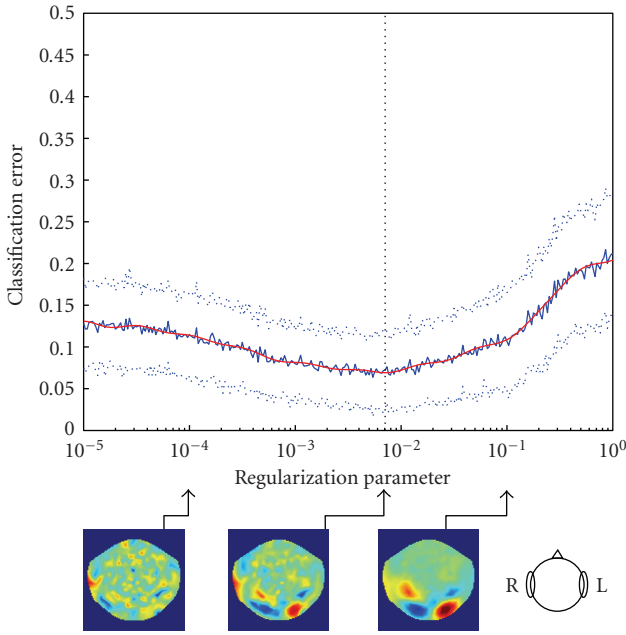 0.5
0.45
0.4
0.35
0.3
0.25
0.2
0.15
0.1
0.05
0
Classification error
10⁻⁵ 10⁻⁴ 10⁻³ 10⁻² 10⁻¹ 10⁰
Regularization parameter
R L